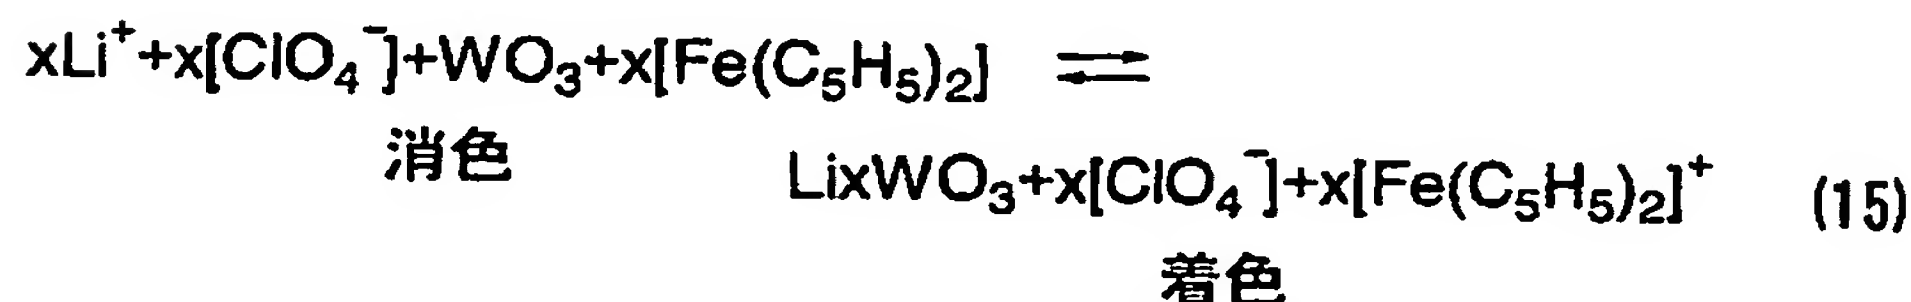 xLi⁺+x[ClO₄⁻]+WO₃+x[Fe(C₅H₅)₂] ⇌
消色
LixWO₃+x[ClO₄⁻]+x[Fe(C₅H₅)₂]⁺ (15)
着色